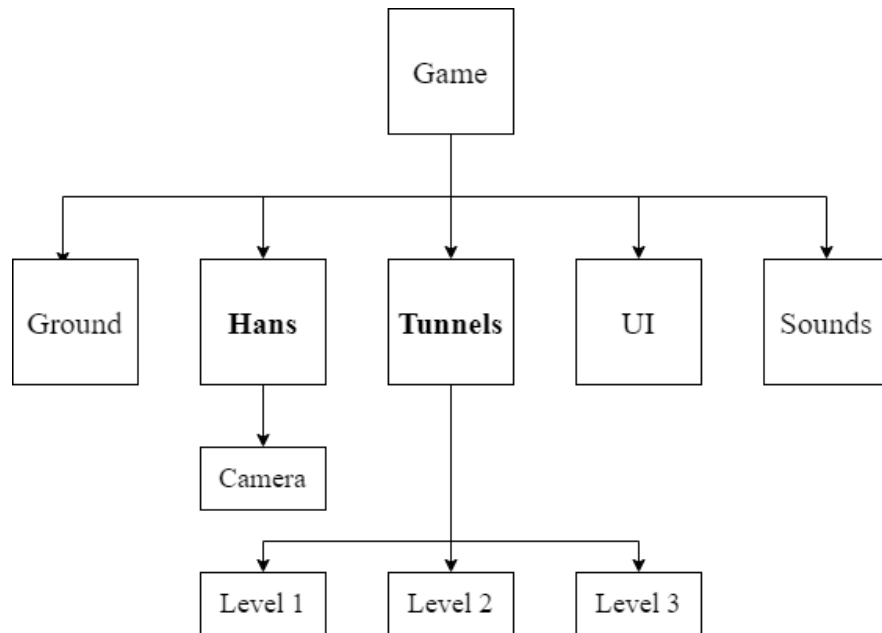 Game
Ground
Hans
Tunnels
UI
Sounds
Camera
Level 1
Level 2
Level 3